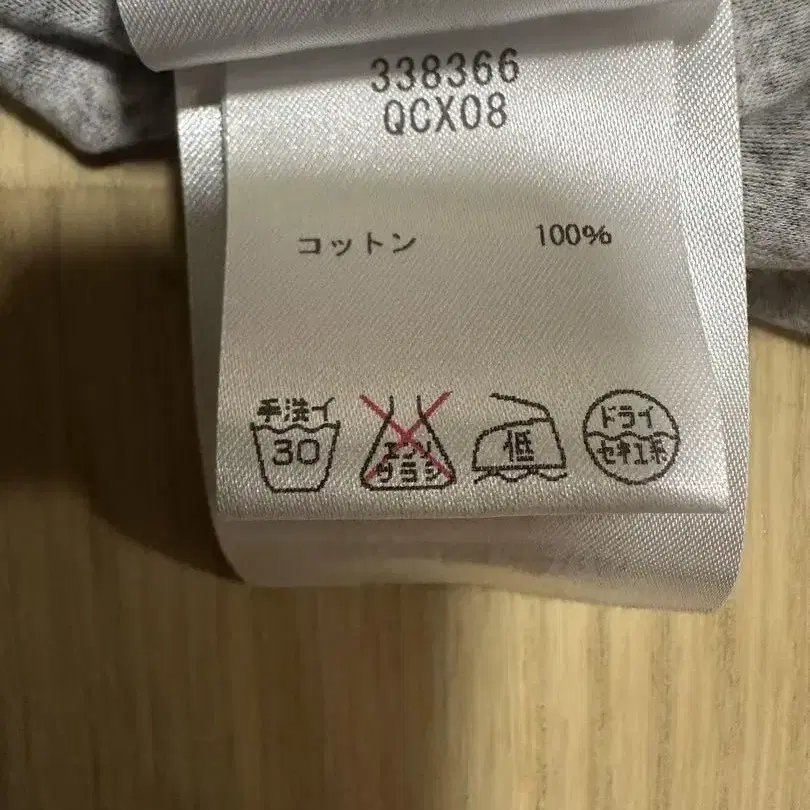 338366
QCX08
コットン 100%
手洗イ
30
エンソ
サラシ
低
ドライ
セキユ系